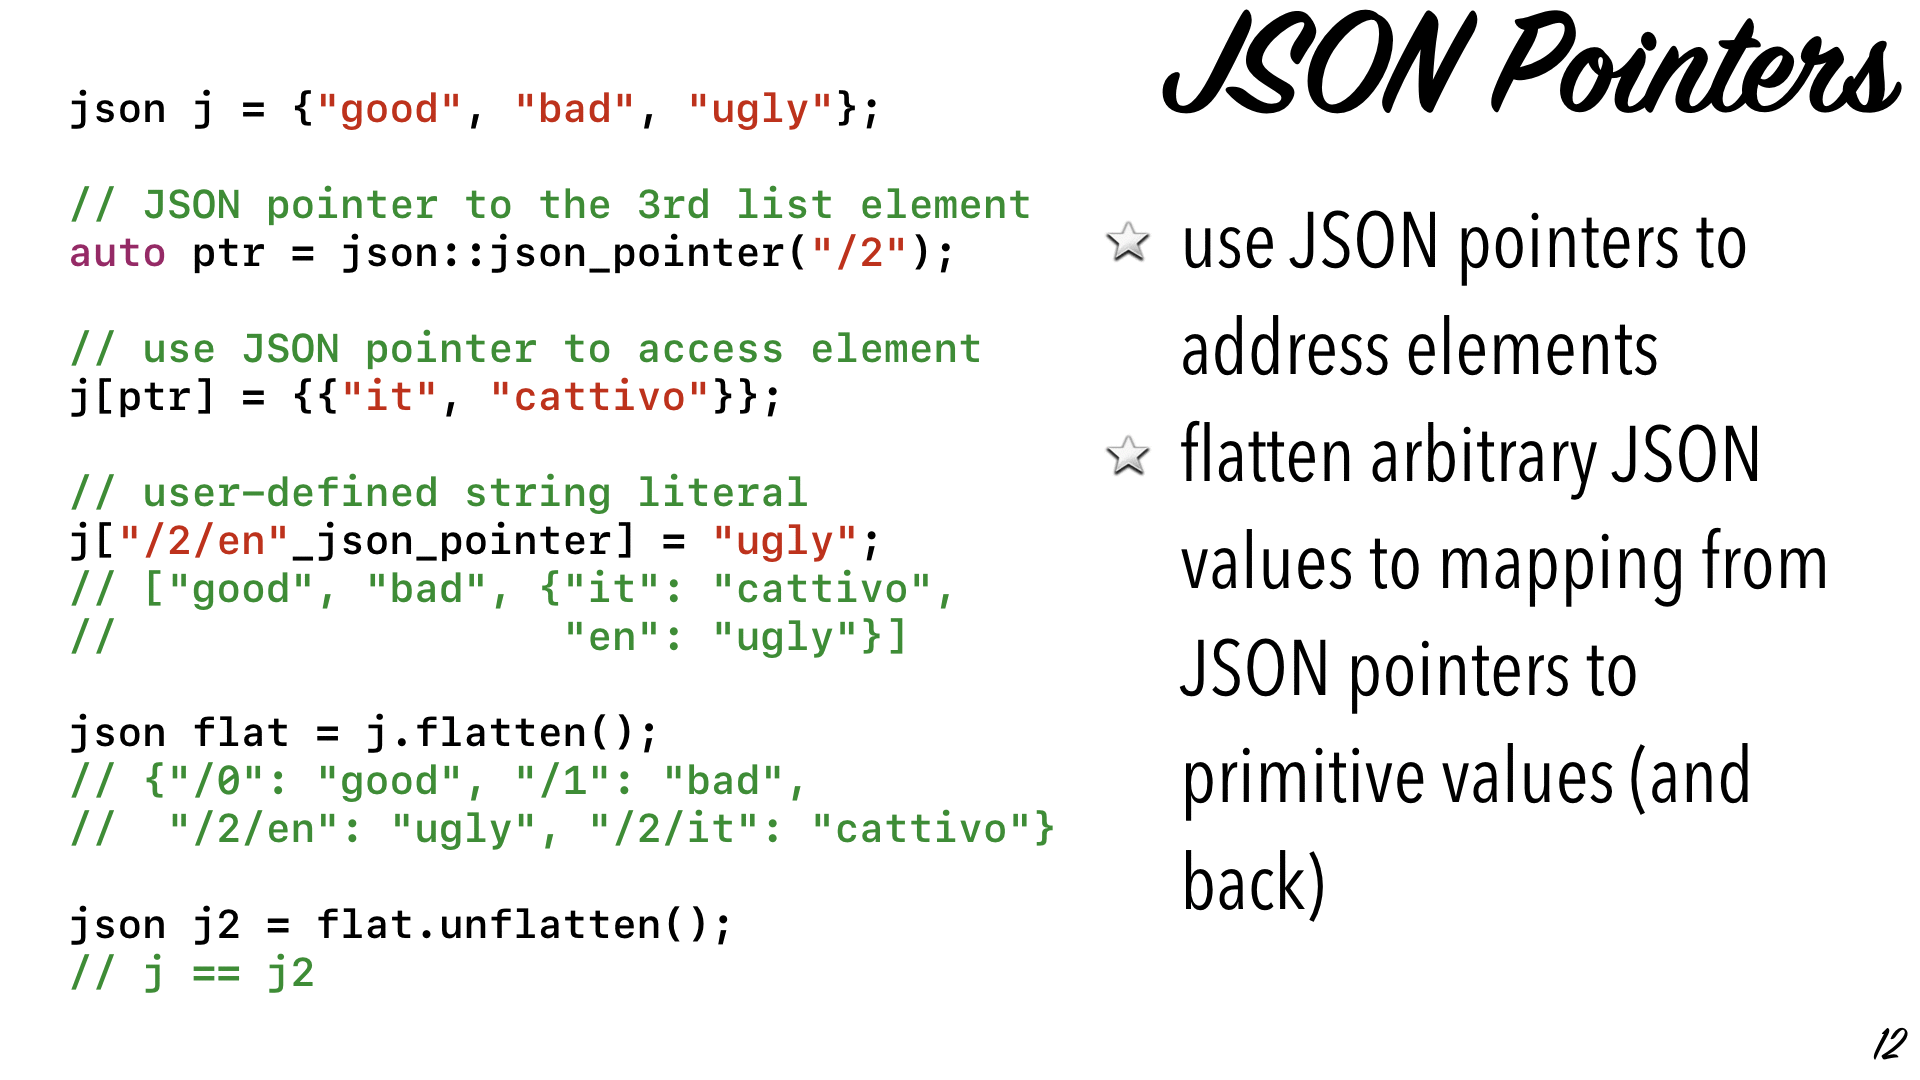 JSON Pointers
json j = {"good", "bad", "ugly"};
// JSON pointer to the 3rd list element
auto ptr = json::json_pointer("/2");
// use JSON pointer to access element
j[ptr] = {{"it", "cattivo"}};
// user-defined string literal
j["/2/en"_json_pointer] = "ugly";
// ["good", "bad", {"it": "cattivo",
//                  "en": "ugly"}]
json flat = j.flatten();
// {"/0": "good", "/1": "bad",
//  "/2/en": "ugly", "/2/it": "cattivo"}
json j2 = flat.unflatten();
// j == j2
use JSON pointers to
address elements
flatten arbitrary JSON
values to mapping from
JSON pointers to
primitive values (and
back)
12